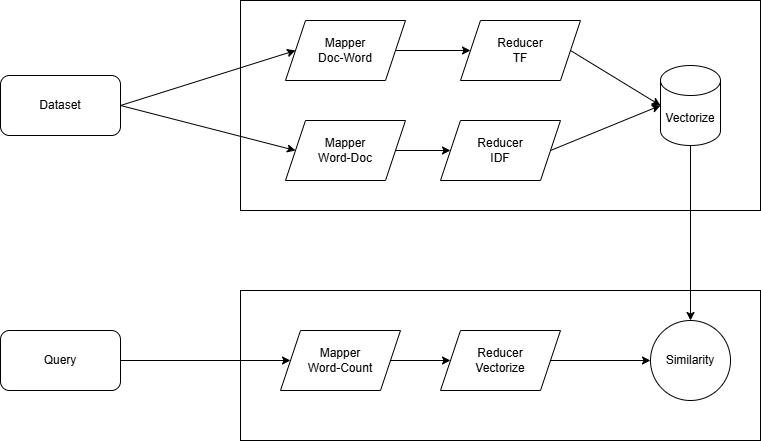 Mapper
Doc-Word
Reducer
TF
Dataset
Vectorize
Mapper
Word-Doc
Reducer
IDF
Query
Mapper
Word-Count
Reducer
Vectorize
Similarity